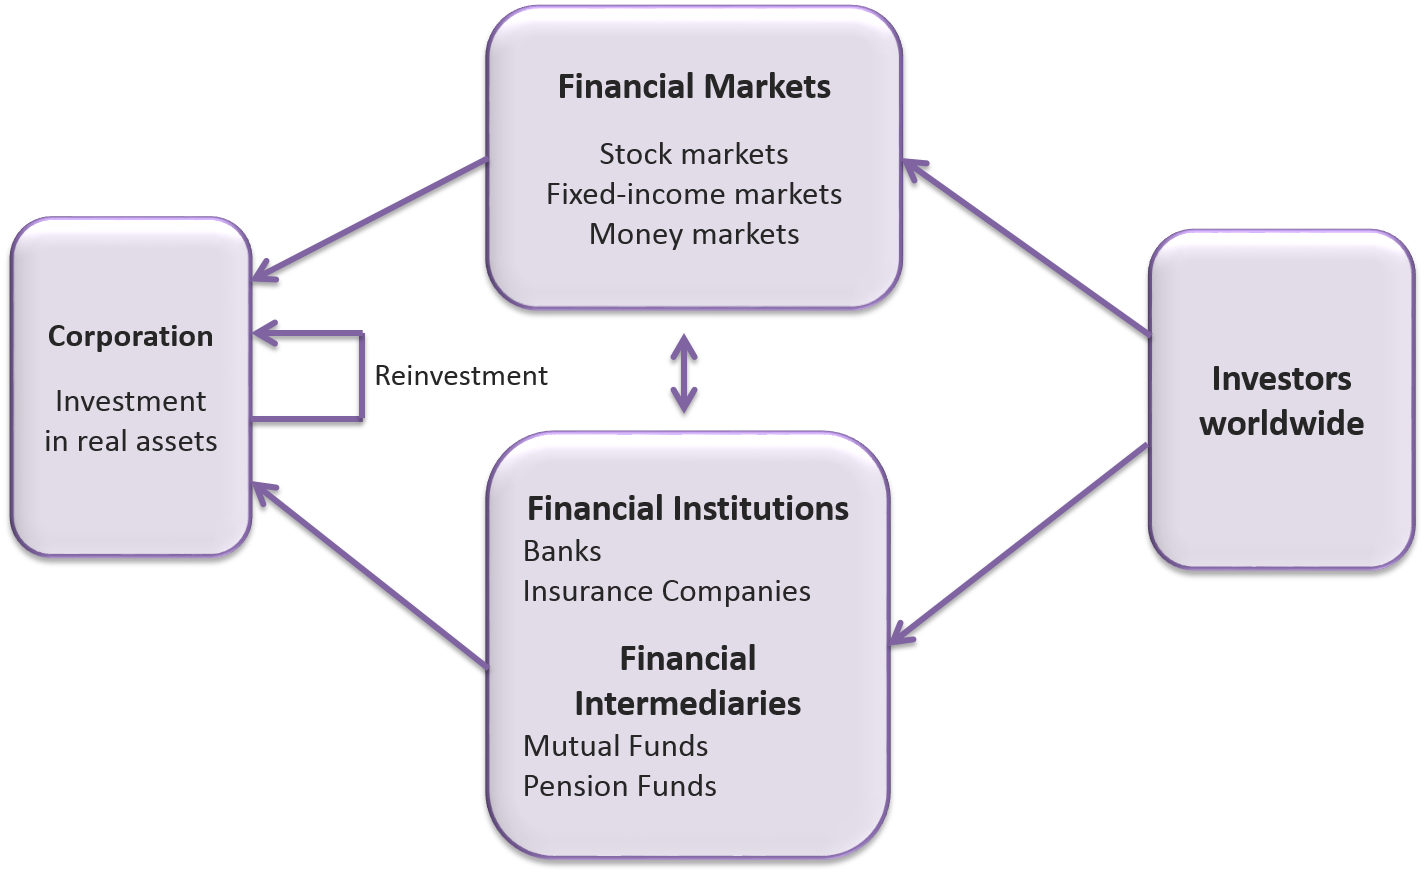 Financial Markets
Stock markets
Fixed-income markets
Money markets
Corporation
Investment
in real assets
Reinvestment
Investors
worldwide
Financial Institutions
Banks
Insurance Companies
Financial
Intermediaries
Mutual Funds
Pension Funds